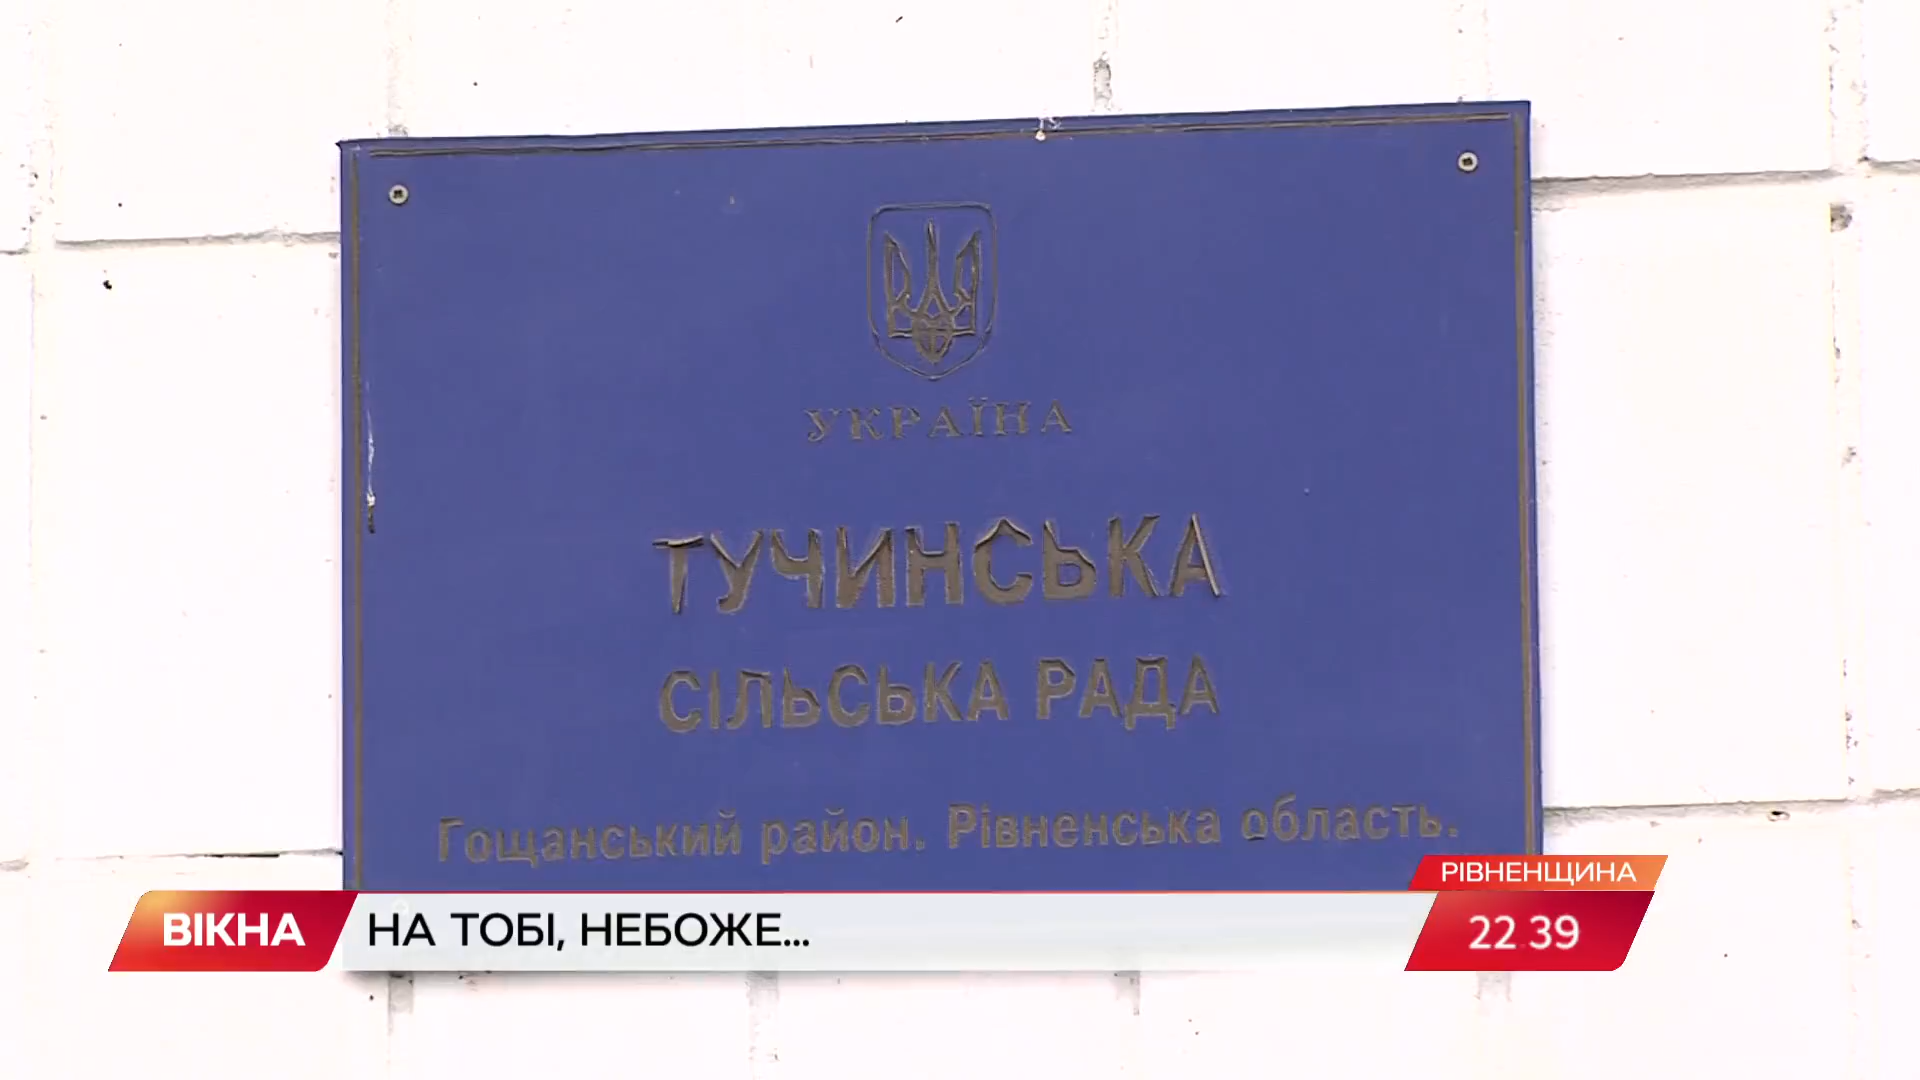 УКРАЇНА
ТУЧИНСЬКА
СІЛЬСЬКА РАДА
Гощанський район. Рівненська область.
РІВНЕНЩИНА
ВІКНА
НА ТОБІ, НЕБОЖЕ...
22 39